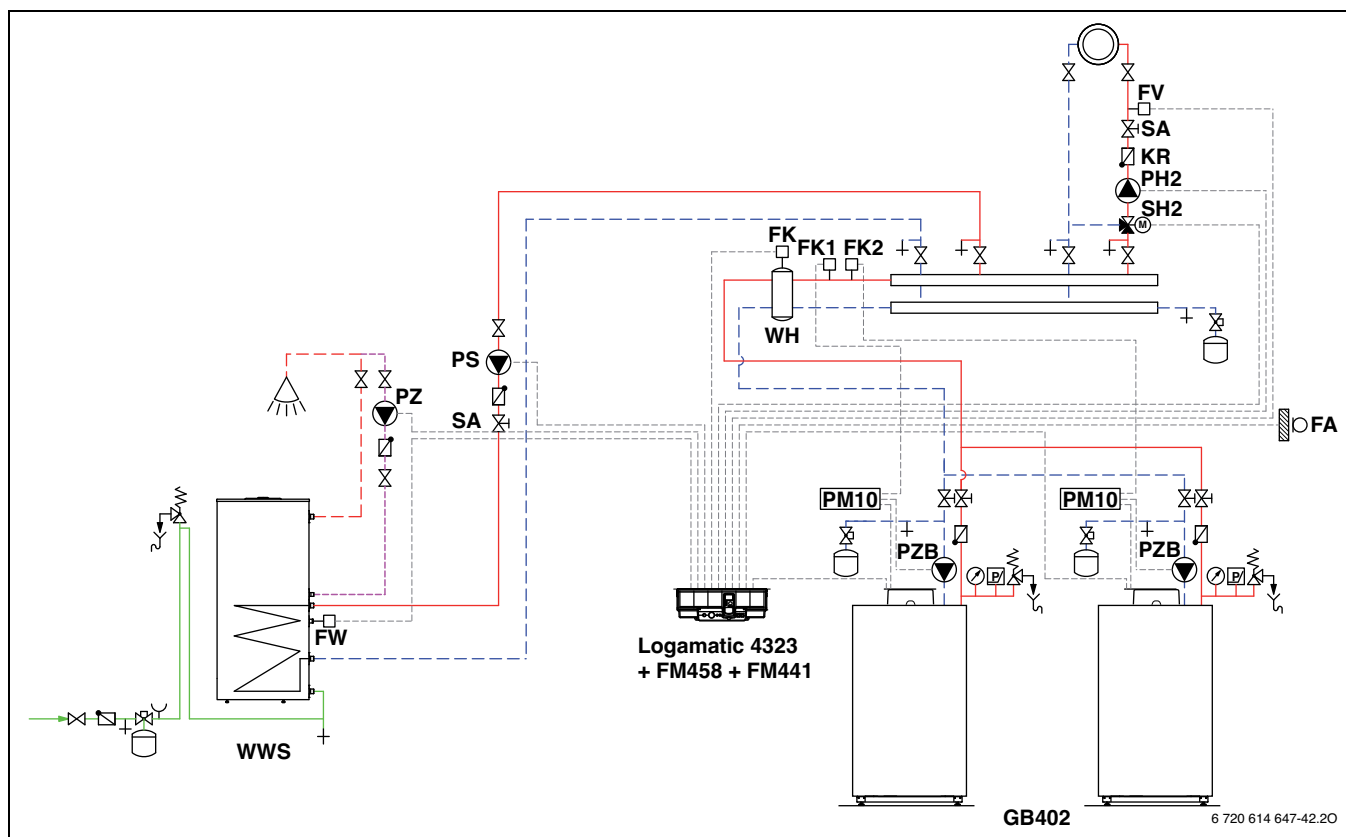 FV
SA
KR
PH2
SH2
M
FK
FK1
FK2
WH
PS
PZ
SA
FA
PM10
PM10
PZB
PZB
P
P
FW
Logamatic 4323
+ FM458 + FM441
WWS
GB402
6 720 614 647-42.2O